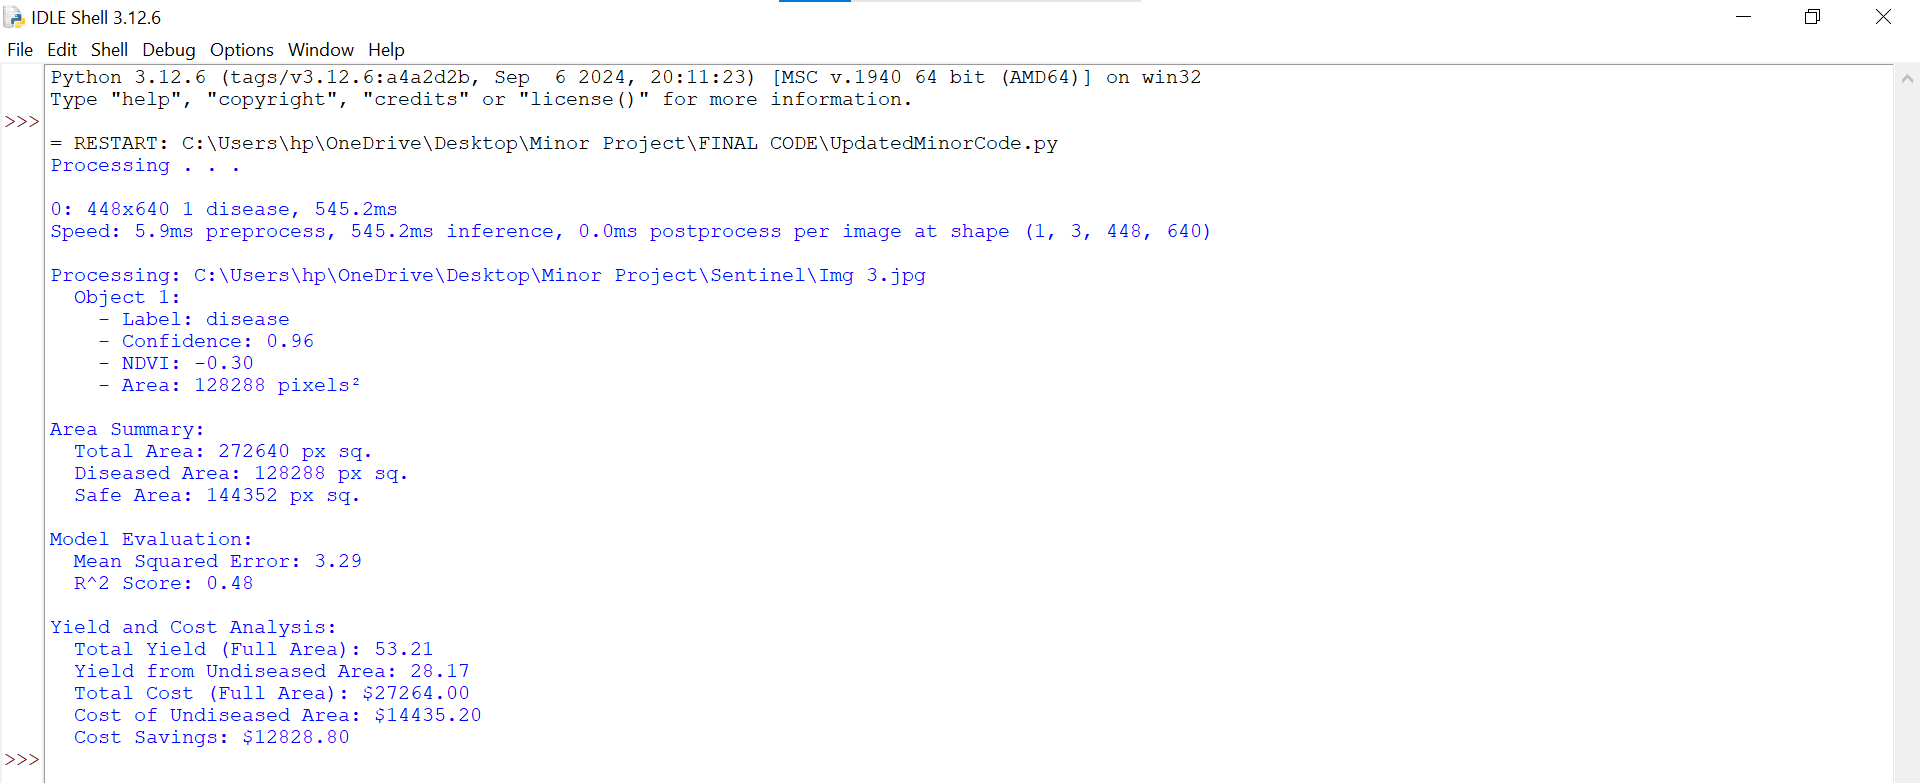 IDLE Shell 3.12.6
File Edit Shell Debug Options Window Help
Python 3.12.6 (tags/v3.12.6:a4a2d2b, Sep  6 2024, 20:11:23) [MSC v.1940 64 bit (AMD64)] on win32
Type "help", "copyright", "credits" or "license()" for more information.
>>>
= RESTART: C:\Users\hp\OneDrive\Desktop\Minor Project\FINAL CODE\UpdatedMinorCode.py
Processing . . .
0: 448x640 1 disease, 545.2ms
Speed: 5.9ms preprocess, 545.2ms inference, 0.0ms postprocess per image at shape (1, 3, 448, 640)
Processing: C:\Users\hp\OneDrive\Desktop\Minor Project\Sentinel\Img 3.jpg
Object 1:
- Label: disease
- Confidence: 0.96
- NDVI: -0.30
- Area: 128288 pixels²
Area Summary:
Total Area: 272640 px sq.
Diseased Area: 128288 px sq.
Safe Area: 144352 px sq.
Model Evaluation:
Mean Squared Error: 3.29
R^2 Score: 0.48
Yield and Cost Analysis:
Total Yield (Full Area): 53.21
Yield from Undiseased Area: 28.17
Total Cost (Full Area): $27264.00
Cost of Undiseased Area: $14435.20
Cost Savings: $12828.80
>>>